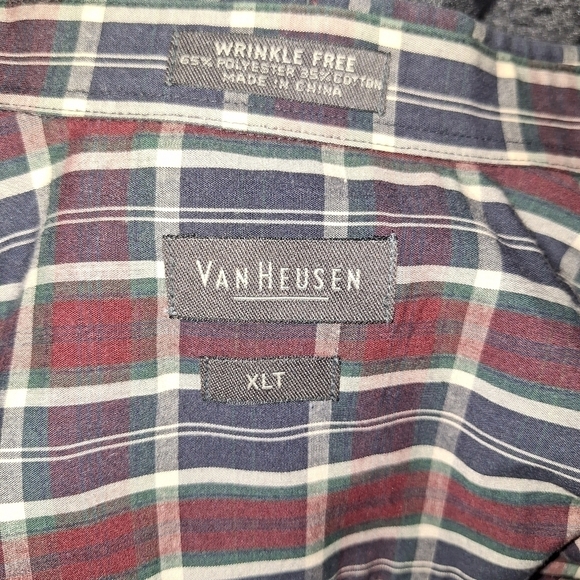 WRINKLE FREE
65% POLYESTER 35% COTTON
MADE IN CHINA
VAN HEUSEN
XLT